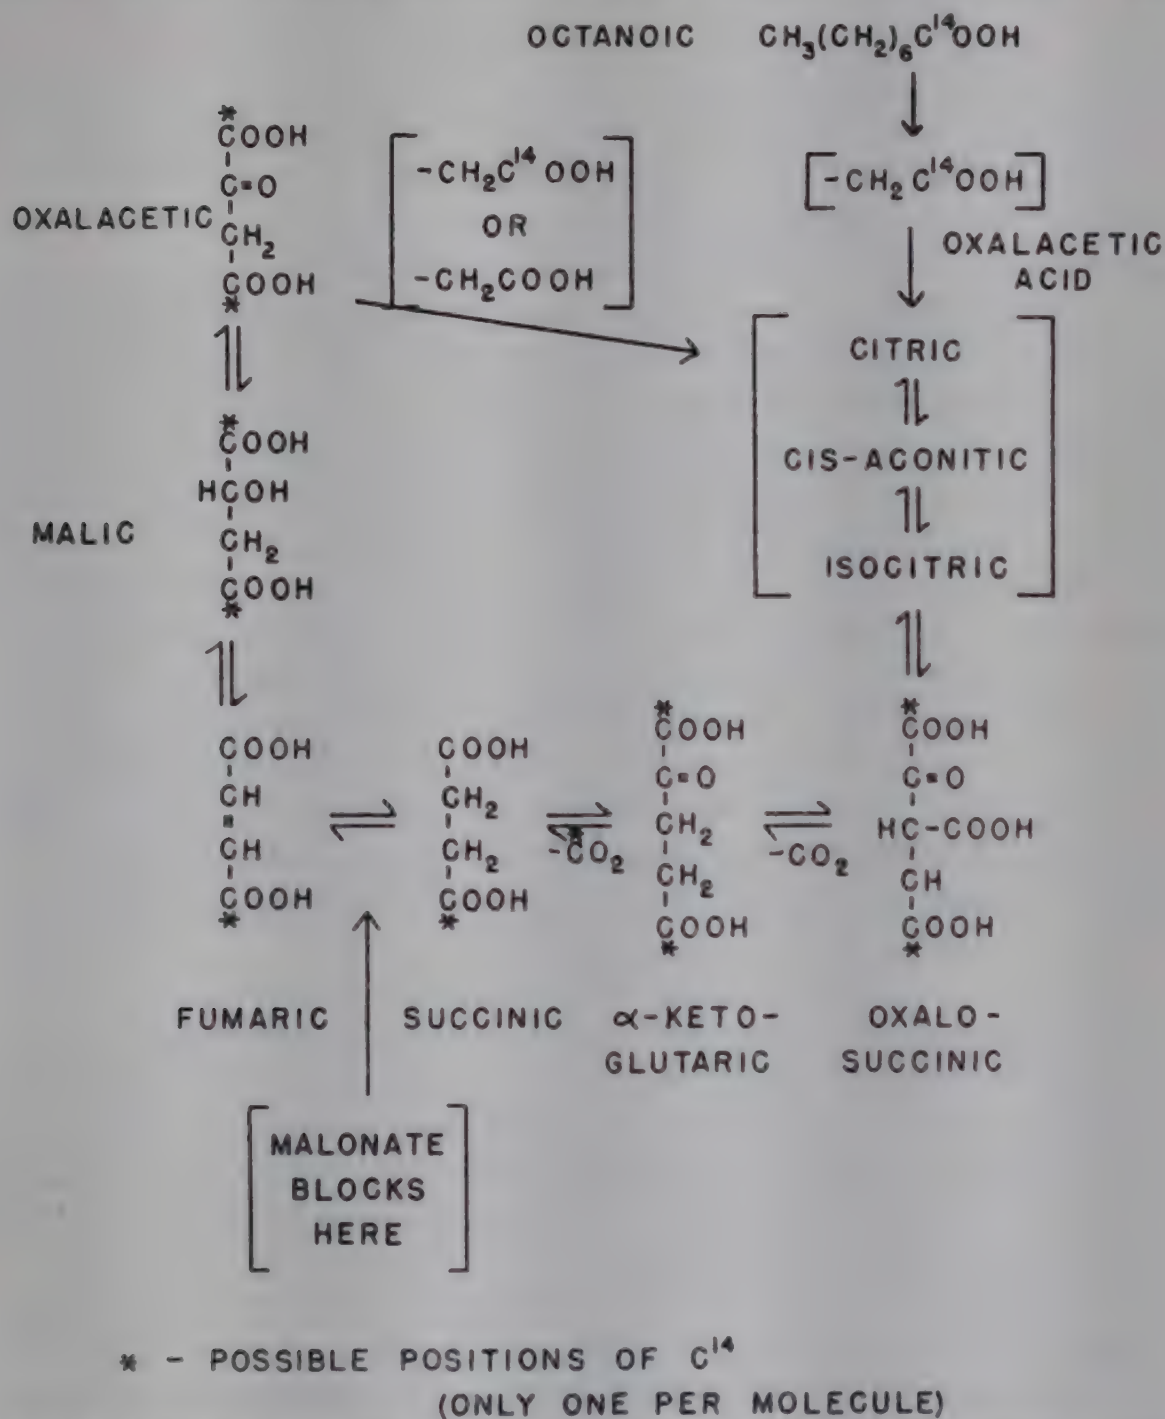 OCTANOIC CH₃(CH₂)₆C¹⁴OOH
[-CH₂C¹⁴OOH]
OXALACETIC
ACID
*
COOH
C=O
CH₂
COOH
*
OXALACETIC
-CH₂C¹⁴OOH
OR
-CH₂COOH
CITRIC
CIS-ACONITIC
ISOCITRIC
*
COOH
HCOH
CH₂
COOH
*
MALIC
COOH
CH
CH
COOH
*
FUMARIC
COOH
CH₂
CH₂
COOH
*
SUCCINIC
*
-CO₂
*
COOH
C=O
CH₂
CH₂
COOH
*
α-KETO-
GLUTARIC
-CO₂
*
COOH
C=O
HC-COOH
CH
COOH
*
OXALO-
SUCCINIC
MALONATE
BLOCKS
HERE
* - POSSIBLE POSITIONS OF C¹⁴
(ONLY ONE PER MOLECULE)